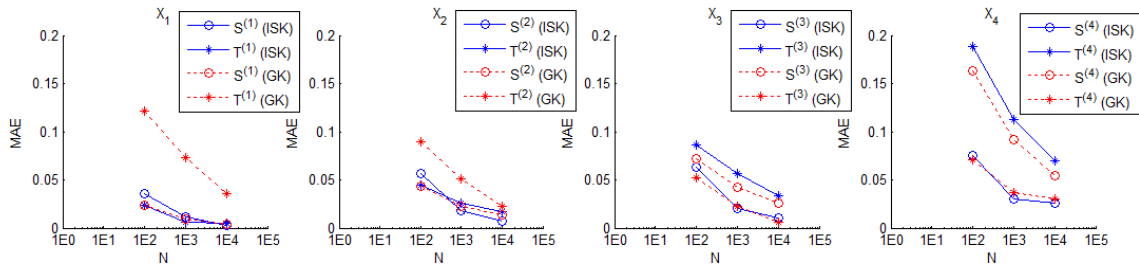 X1
S(1) (ISK)
T(1) (ISK)
S(1) (GK)
T(1) (GK)
0.2
0.15
0.1
0.05
0
MAE
1E0 1E1 1E2 1E3 1E4 1E5
N
X2
S(2) (ISK)
T(2) (ISK)
S(2) (GK)
T(2) (GK)
0.2
0.15
0.1
0.05
0
MAE
1E0 1E1 1E2 1E3 1E4 1E5
N
X3
S(3) (ISK)
T(3) (ISK)
S(3) (GK)
T(3) (GK)
0.2
0.15
0.1
0.05
0
MAE
1E0 1E1 1E2 1E3 1E4 1E5
N
X4
S(4) (ISK)
T(4) (ISK)
S(4) (GK)
T(4) (GK)
0.2
0.15
0.1
0.05
0
MAE
1E0 1E1 1E2 1E3 1E4 1E5
N